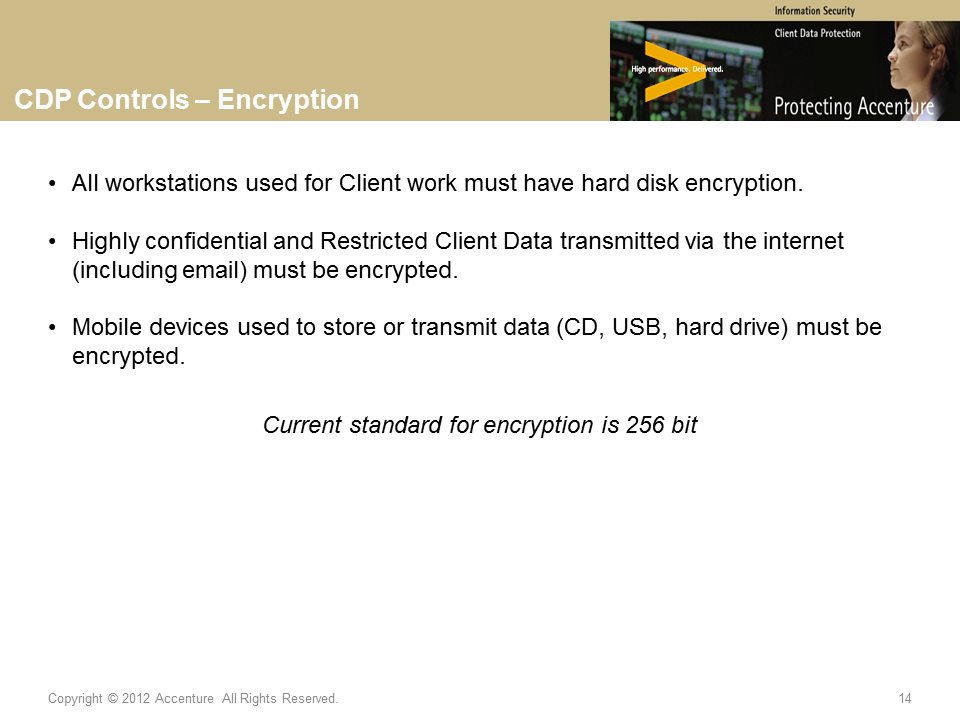 Information Security
Client Data Protection
High performance. Delivered.
Protecting Accenture
CDP Controls – Encryption
• All workstations used for Client work must have hard disk encryption.
• Highly confidential and Restricted Client Data transmitted via the internet
(including email) must be encrypted.
• Mobile devices used to store or transmit data (CD, USB, hard drive) must be
encrypted.
Current standard for encryption is 256 bit
Copyright © 2012 Accenture All Rights Reserved.
14